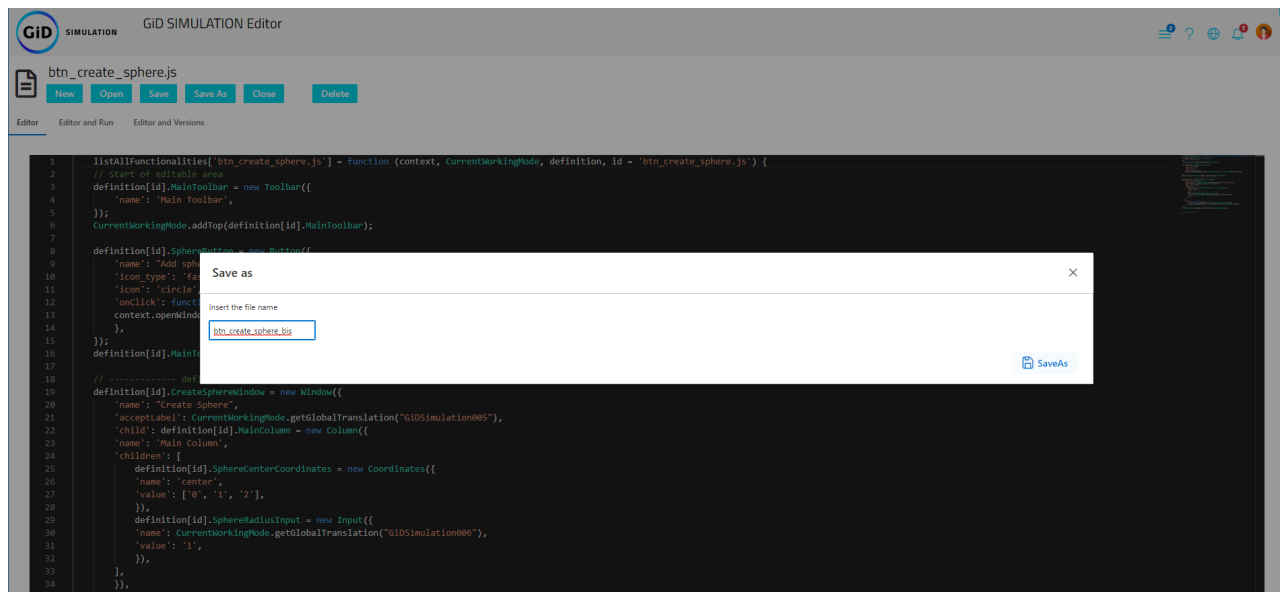 GiD SIMULATION
GiD SIMULATION Editor
2
?
btn_create_sphere.js
New Open Save Save As Close Delete
Editor Editor and Run Editor and Versions
1 listAllFunctionalities['btn_create_sphere.js'] = function (context, CurrentWorkingMode, definition, id = 'btn_create_sphere.js') {
2 // Start of editable area
3 definition[id].MainToolbar = new Toolbar({
4 'name': 'Main Toolbar',
5 });
6 CurrentWorkingMode.addTop(definition[id].MainToolbar);
7
8 definition[id].SphereButton = new Button({
9 'name': "Add sph
10 'icon_type': 'fa
11 'icon': 'circle'
12 'onClick': funct
13 context.openWind
14 },
15 });
16 definition[id].MainT
17
18 // ------------- def
Save as
Insert the file name
btn_create_sphere_bis
SaveAs
19 definition[id].CreateSphereWindow = new Window({
20 'name': "Create Sphere",
21 'acceptLabel': CurrentWorkingMode.getGlobalTranslation("GiDSimulation005"),
22 'child': definition[id].MainColumn = new Column({
23 'name': 'Main Column',
24 'children': [
25 definition[id].SphereCenterCoordinates = new Coordinates({
26 'name': 'center',
27 'value': ['0', '1', '2'],
28 }),
29 definition[id].SphereRadiusInput = new Input({
30 'name': CurrentWorkingMode.getGlobalTranslation("GiDSimulation006"),
31 'value': '1',
32 }),
33 ],
34 }),